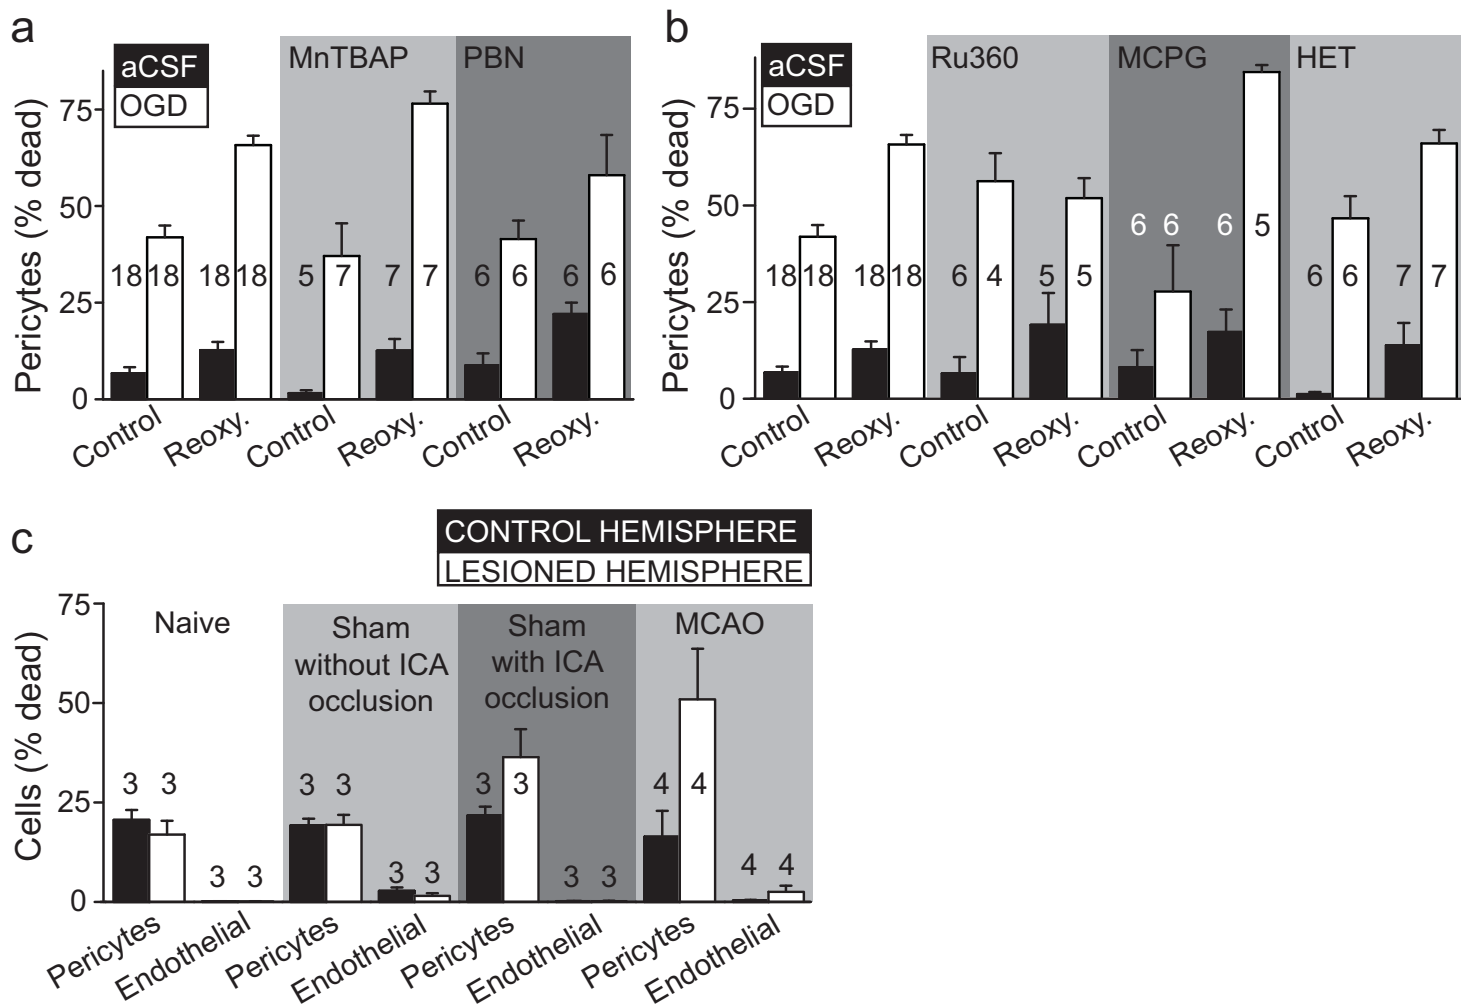 a
aCSF
OGD
MnTBAP
PBN
Pericytes (% dead)
75
50
25
0
18 18 18 18 5 7 7 7 6 6 6 6
Control Reoxy. Control Reoxy. Control Reoxy.
b
aCSF
OGD
Ru360
MCPG
HET
Pericytes (% dead)
75
50
25
0
18 18 18 18 6 4 5 5 6 6 6 5 6 6 7 7
Control Reoxy. Control Reoxy. Control Reoxy. Control Reoxy.
c
CONTROL HEMISPHERE
LESIONED HEMISPHERE
Cells (% dead)
75
50
25
0
Naive
Sham
without ICA
occlusion
Sham
with ICA
occlusion
MCAO
3 3 3 3 3 3 3 3 3 3 3 3 4 4 4 4
Pericytes Endothelial Pericytes Endothelial Pericytes Endothelial Pericytes Endothelial